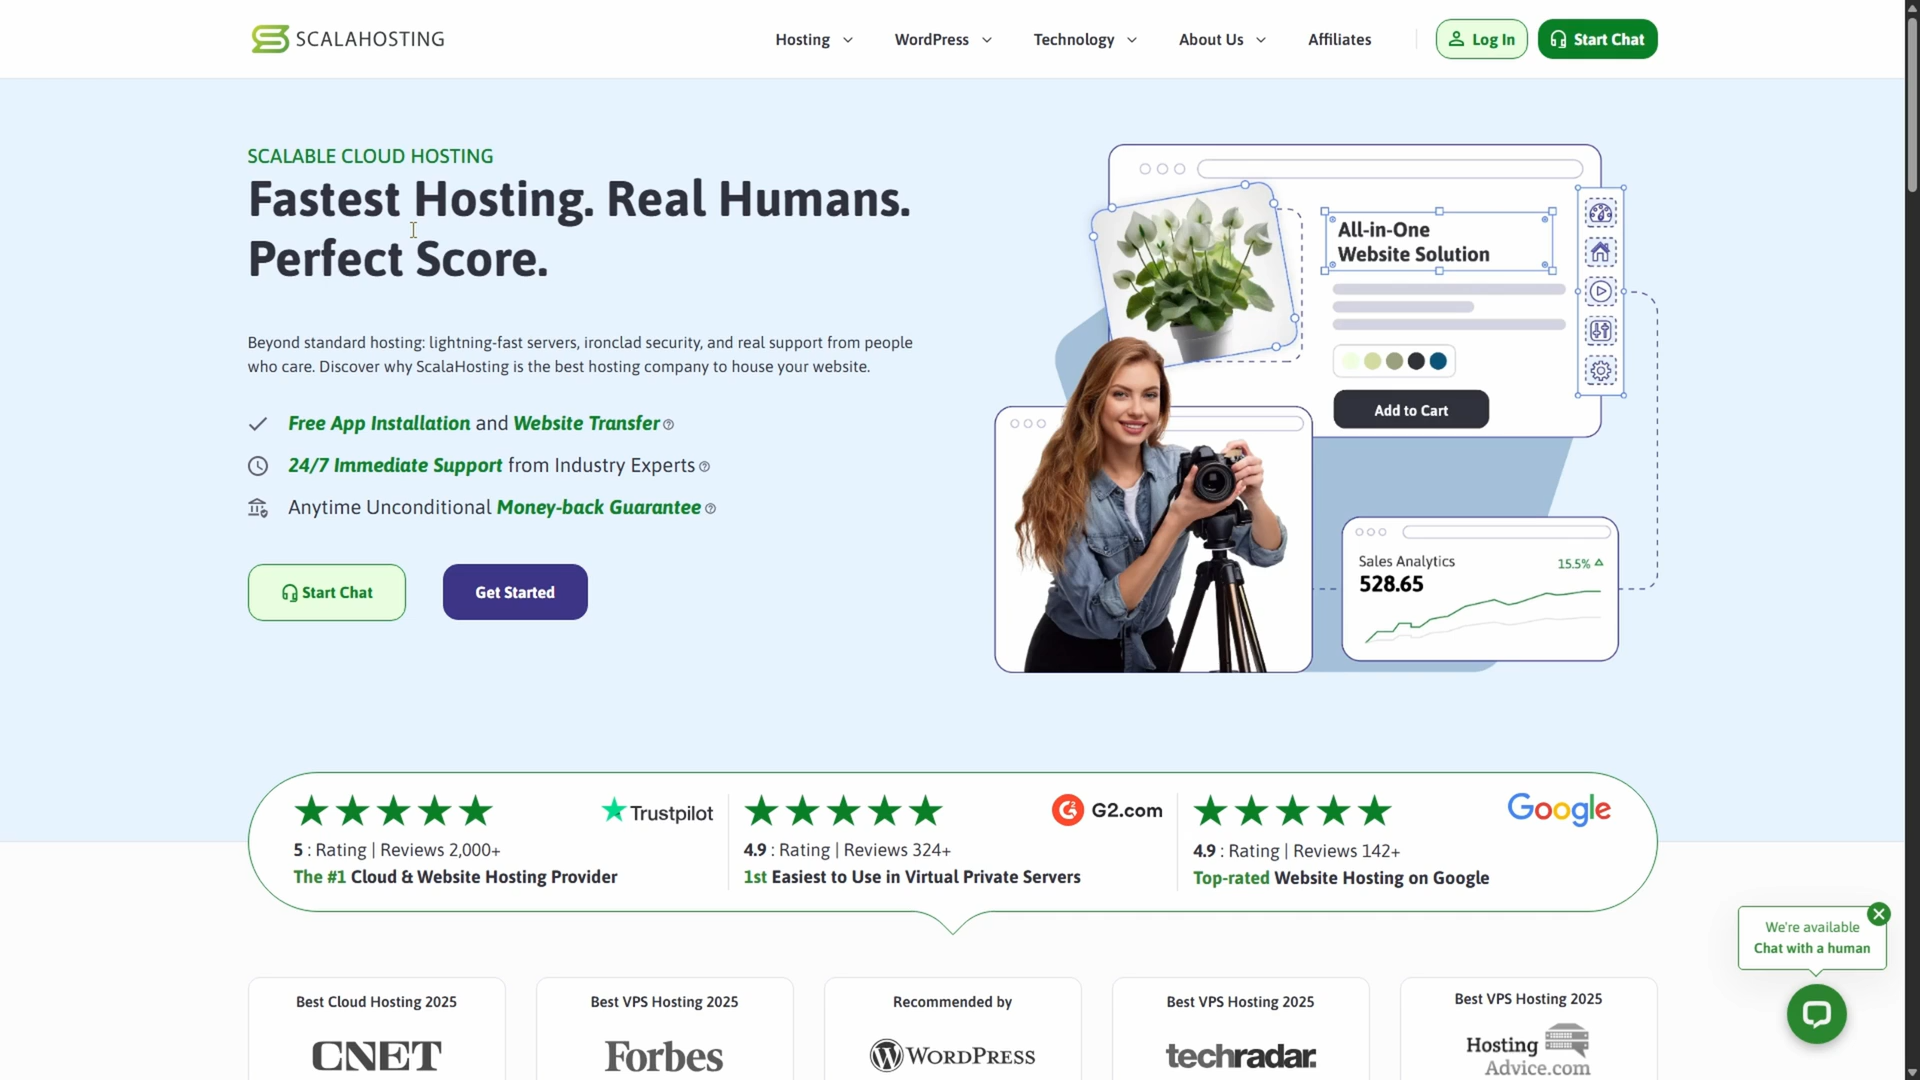 SCALAHOSTING
Hosting
WordPress
Technology
About Us
Affiliates
Log In
Start Chat
SCALABLE CLOUD HOSTING
Fastest Hosting. Real Humans.
Perfect Score.
Beyond standard hosting: lightning-fast servers, ironclad security, and real support from people
who care. Discover why ScalaHosting is the best hosting company to house your website.
Free App Installation and Website Transfer
24/7 Immediate Support from Industry Experts
Anytime Unconditional Money-back Guarantee
Start Chat
Get Started
All-in-One
Website Solution
Add to Cart
Sales Analytics
15.5%
528.65
Trustpilot
5 : Rating | Reviews 2,000+
The #1 Cloud & Website Hosting Provider
G2.com
4.9 : Rating | Reviews 324+
1st Easiest to Use in Virtual Private Servers
Google
4.9 : Rating | Reviews 142+
Top-rated Website Hosting on Google
We're available
Chat with a human
Best Cloud Hosting 2025
CNET
Best VPS Hosting 2025
Forbes
Recommended by
WORDPRESS
Best VPS Hosting 2025
techradar.
Best VPS Hosting 2025
Hosting
Advice.com